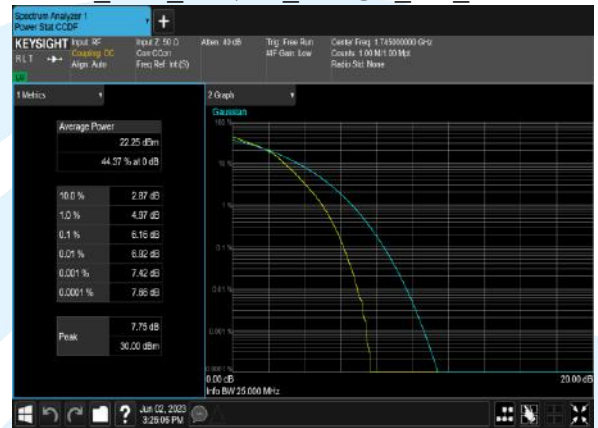 Spectrum Analyzer 1
Power Stat CCDF
KEYSIGHT
Input: RF
Coupling: DC
Align: Auto
Input Z: 50 Ω
Corr CCorr
Freq Ref: Int (S)
Atten: 40 dB
Trig: Free Run
#IF Gain: Low
Center Freq: 1.745000000 GHz
Counts: 1.00 M/1.00 Mpt
Radio Std: None
RLT
LXI
1 Metrics
2 Graph
Gaussian
Average Power
22.25 dBm
44.37 % at 0 dB
10.0 % 2.87 dB
1.0 % 4.97 dB
0.1 % 6.16 dB
0.01 % 6.82 dB
0.001 % 7.42 dB
0.0001 % 7.66 dB
Peak
7.75 dB
30.00 dBm
100 %
10 %
1 %
0.1 %
0.01 %
0.001 %
0.0001 %
0.00 dB
20.00 dB
Info BW 25.000 MHz
Jun 02, 2023
3:26:06 PM